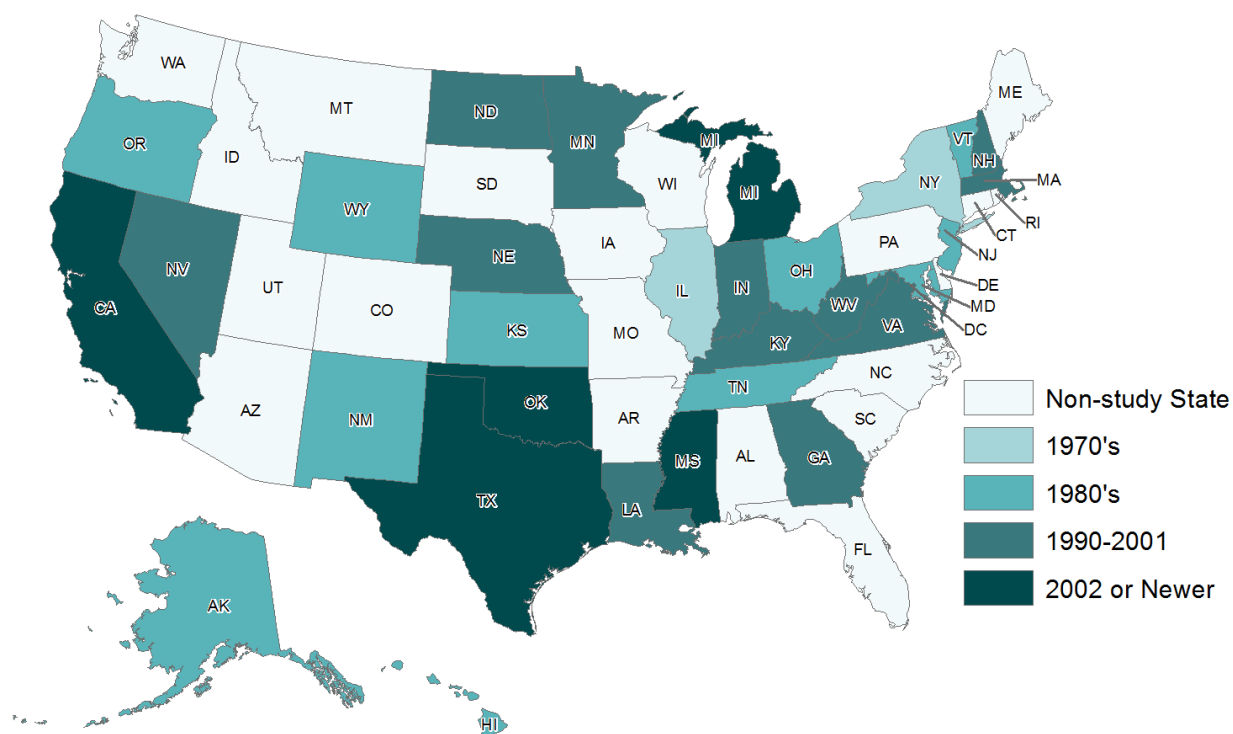 WA
MT
ND
MN
ME
OR
ID
SD
WI
MI
MI
VT
NH
NY
MA
RI
CT
WY
IA
NE
PA
NJ
NV
UT
CO
IL
IN
OH
DE
MD
DC
CA
KS
MO
WV
VA
KY
AZ
NM
OK
AR
TN
NC
SC
TX
LA
MS
AL
GA
FL
AK
HI
Non-study State
1970's
1980's
1990-2001
2002 or Newer